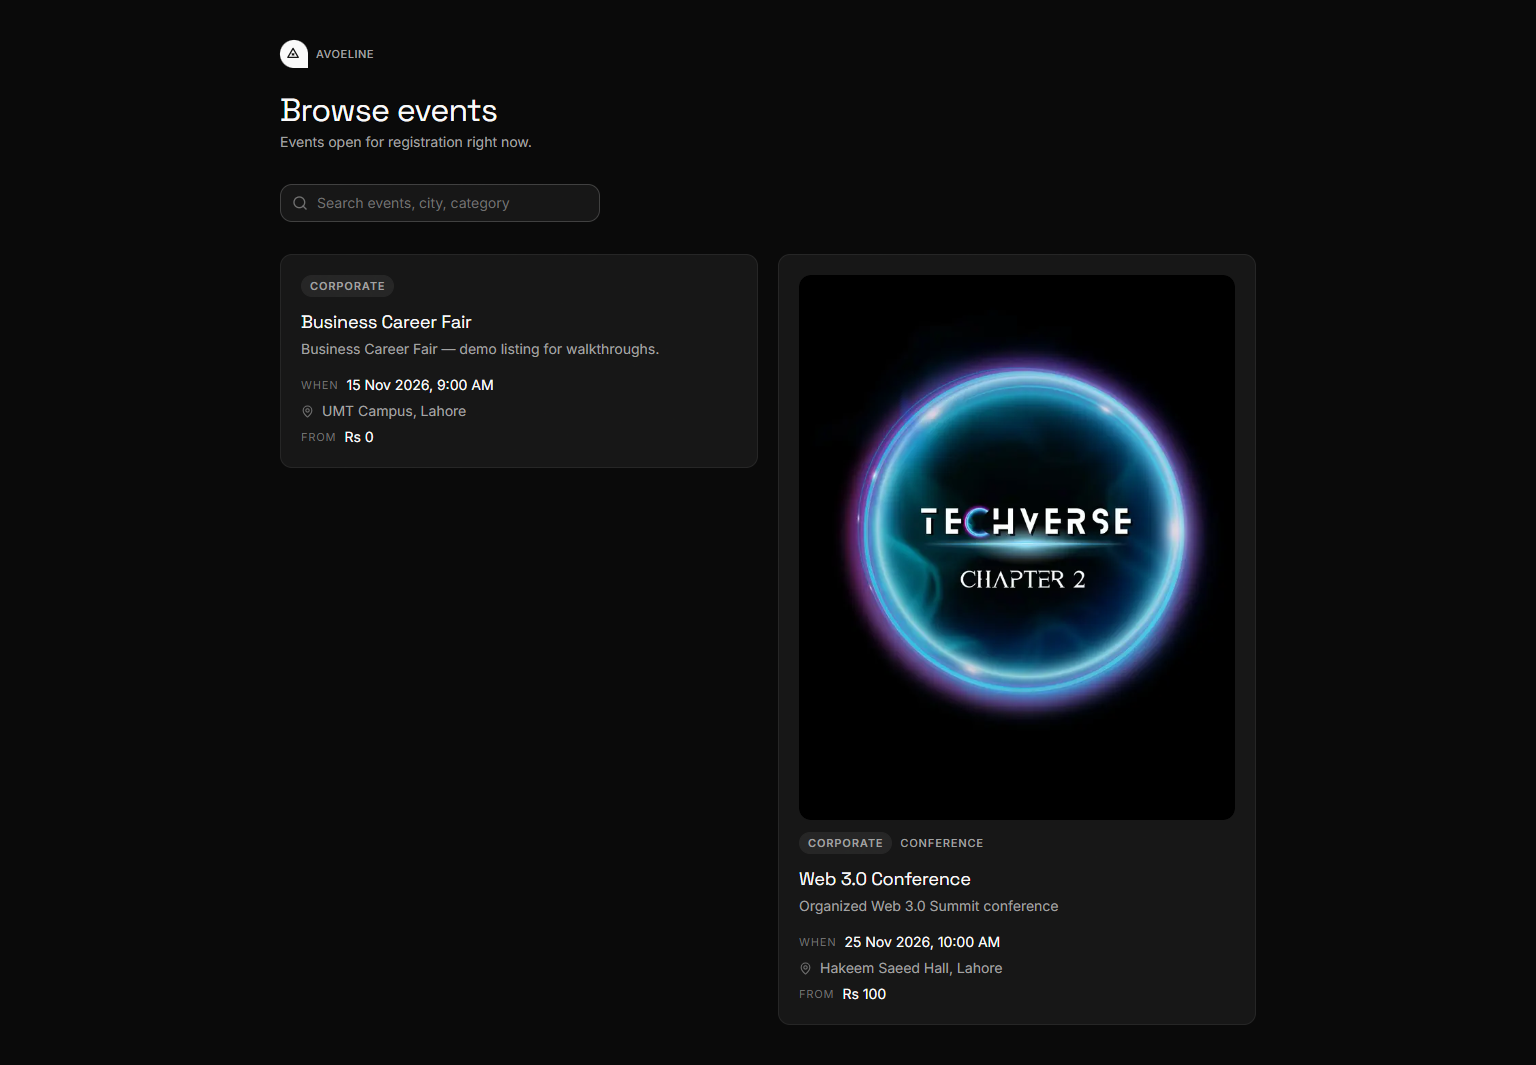 AVOELINE
Browse events
Events open for registration right now.
Search events, city, category
CORPORATE
Business Career Fair
Business Career Fair — demo listing for walkthroughs.
WHEN 15 Nov 2026, 9:00 AM
UMT Campus, Lahore
FROM Rs 0
TECHVERSE
CHAPTER 2
CORPORATE CONFERENCE
Web 3.0 Conference
Organized Web 3.0 Summit conference
WHEN 25 Nov 2026, 10:00 AM
Hakeem Saeed Hall, Lahore
FROM Rs 100